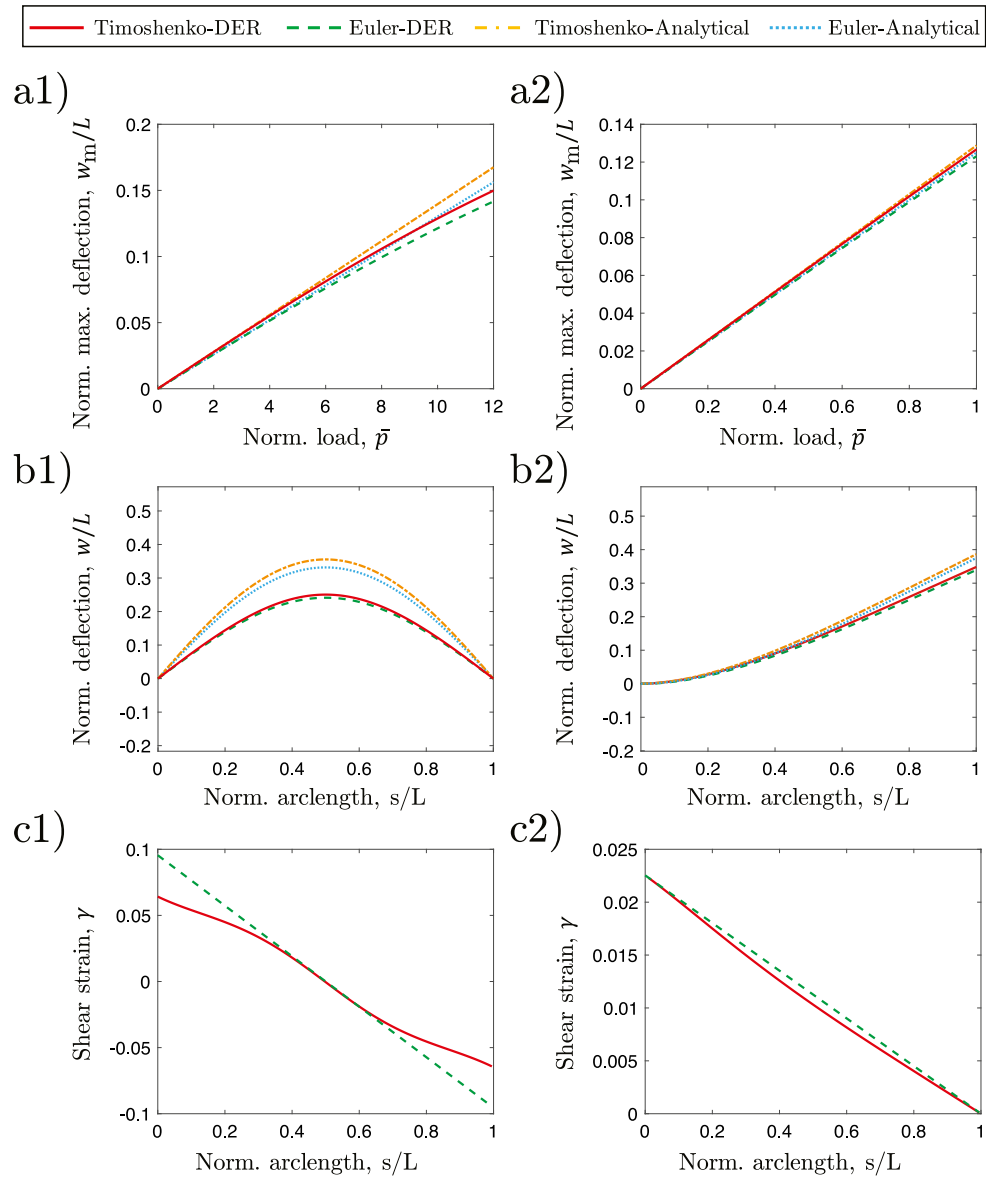 Timoshenko-DER Euler-DER Timoshenko-Analytical Euler-Analytical
a1)
Norm. max. deflection, w_m/L
0.2
0.15
0.1
0.05
0
0 2 4 6 8 10 12
Norm. load, p̄
a2)
Norm. max. deflection, w_m/L
0.14
0.12
0.1
0.08
0.06
0.04
0.02
0
0 0.2 0.4 0.6 0.8 1
Norm. load, p̄
b1)
Norm. deflection, w/L
0.5
0.4
0.3
0.2
0.1
0
-0.1
-0.2
0 0.2 0.4 0.6 0.8 1
Norm. arclength, s/L
b2)
Norm. deflection, w/L
0.5
0.4
0.3
0.2
0.1
0
-0.1
-0.2
0 0.2 0.4 0.6 0.8 1
Norm. arclength, s/L
c1)
Shear strain, γ
0.1
0.05
0
-0.05
-0.1
0 0.2 0.4 0.6 0.8 1
Norm. arclength, s/L
c2)
Shear strain, γ
0.025
0.02
0.015
0.01
0.005
0
0 0.2 0.4 0.6 0.8 1
Norm. arclength, s/L